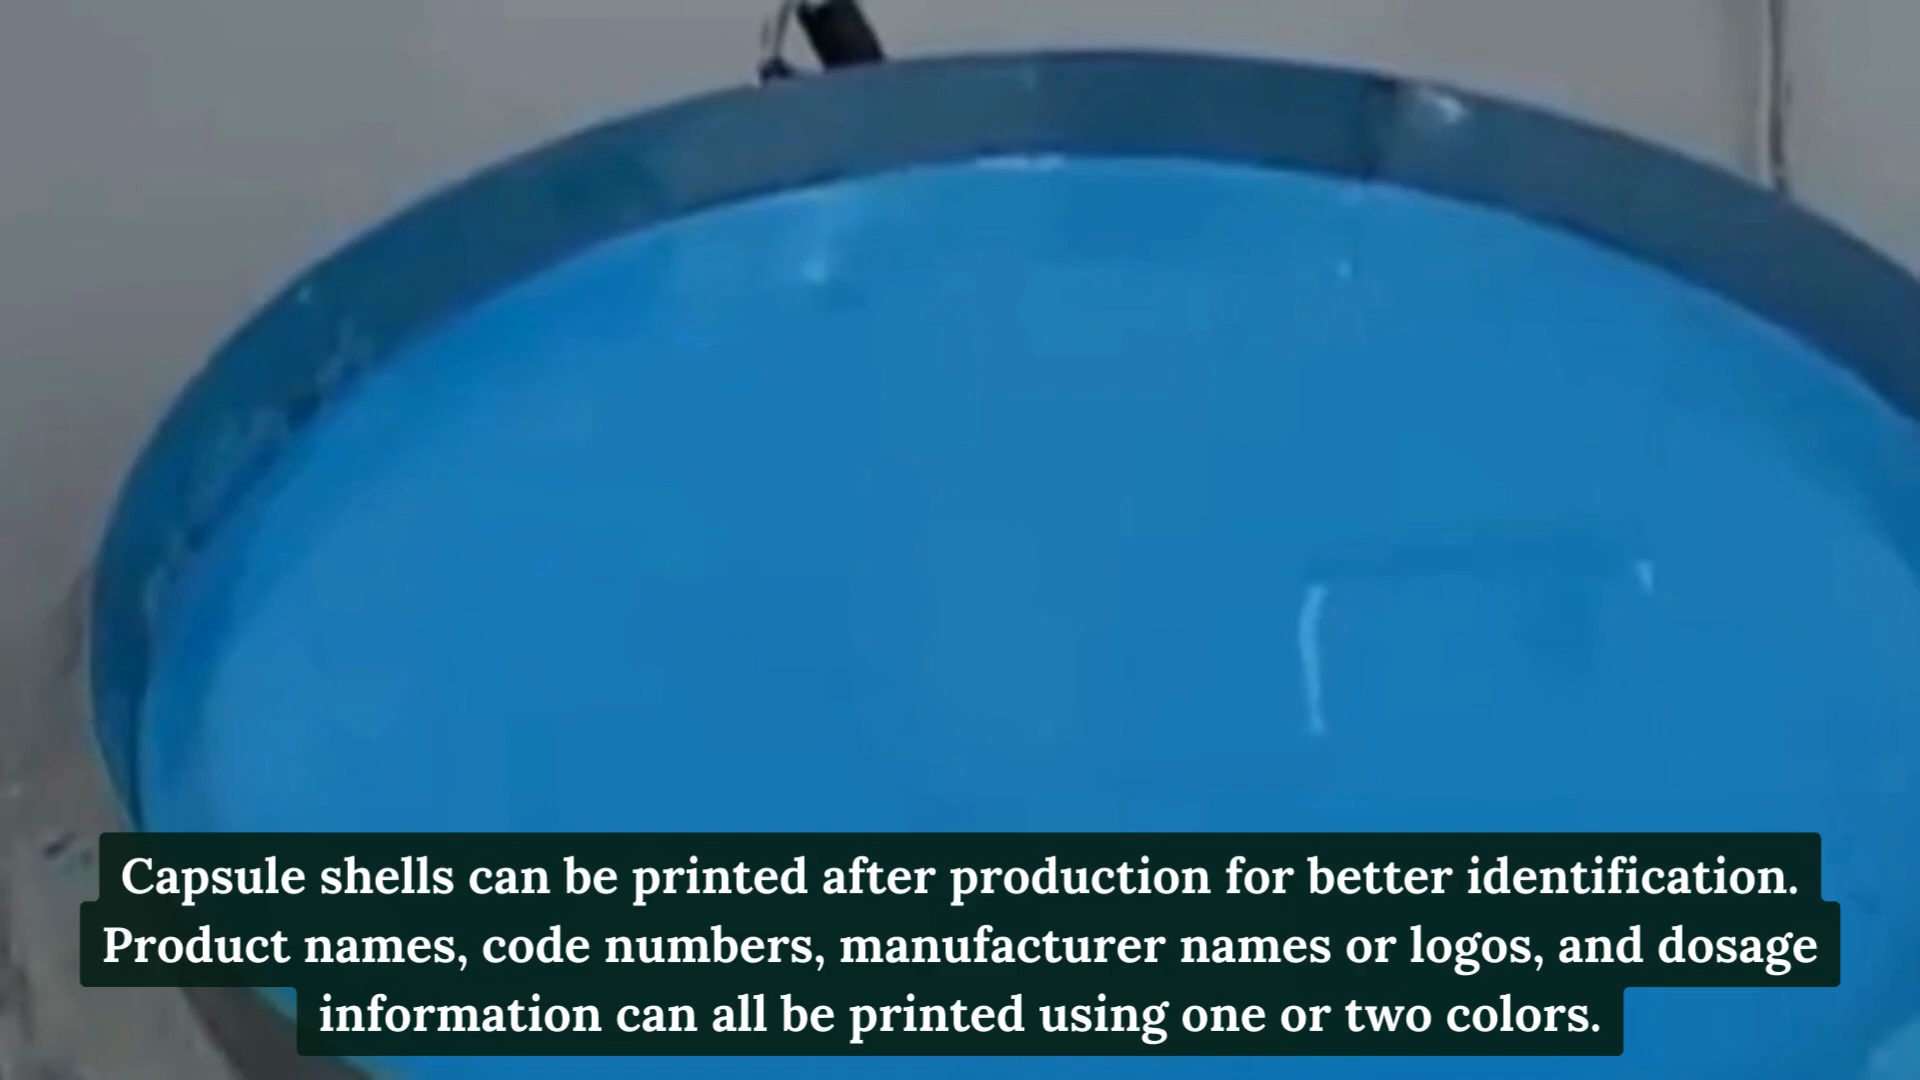 Capsule shells can be printed after production for better identification.
Product names, code numbers, manufacturer names or logos, and dosage
information can all be printed using one or two colors.